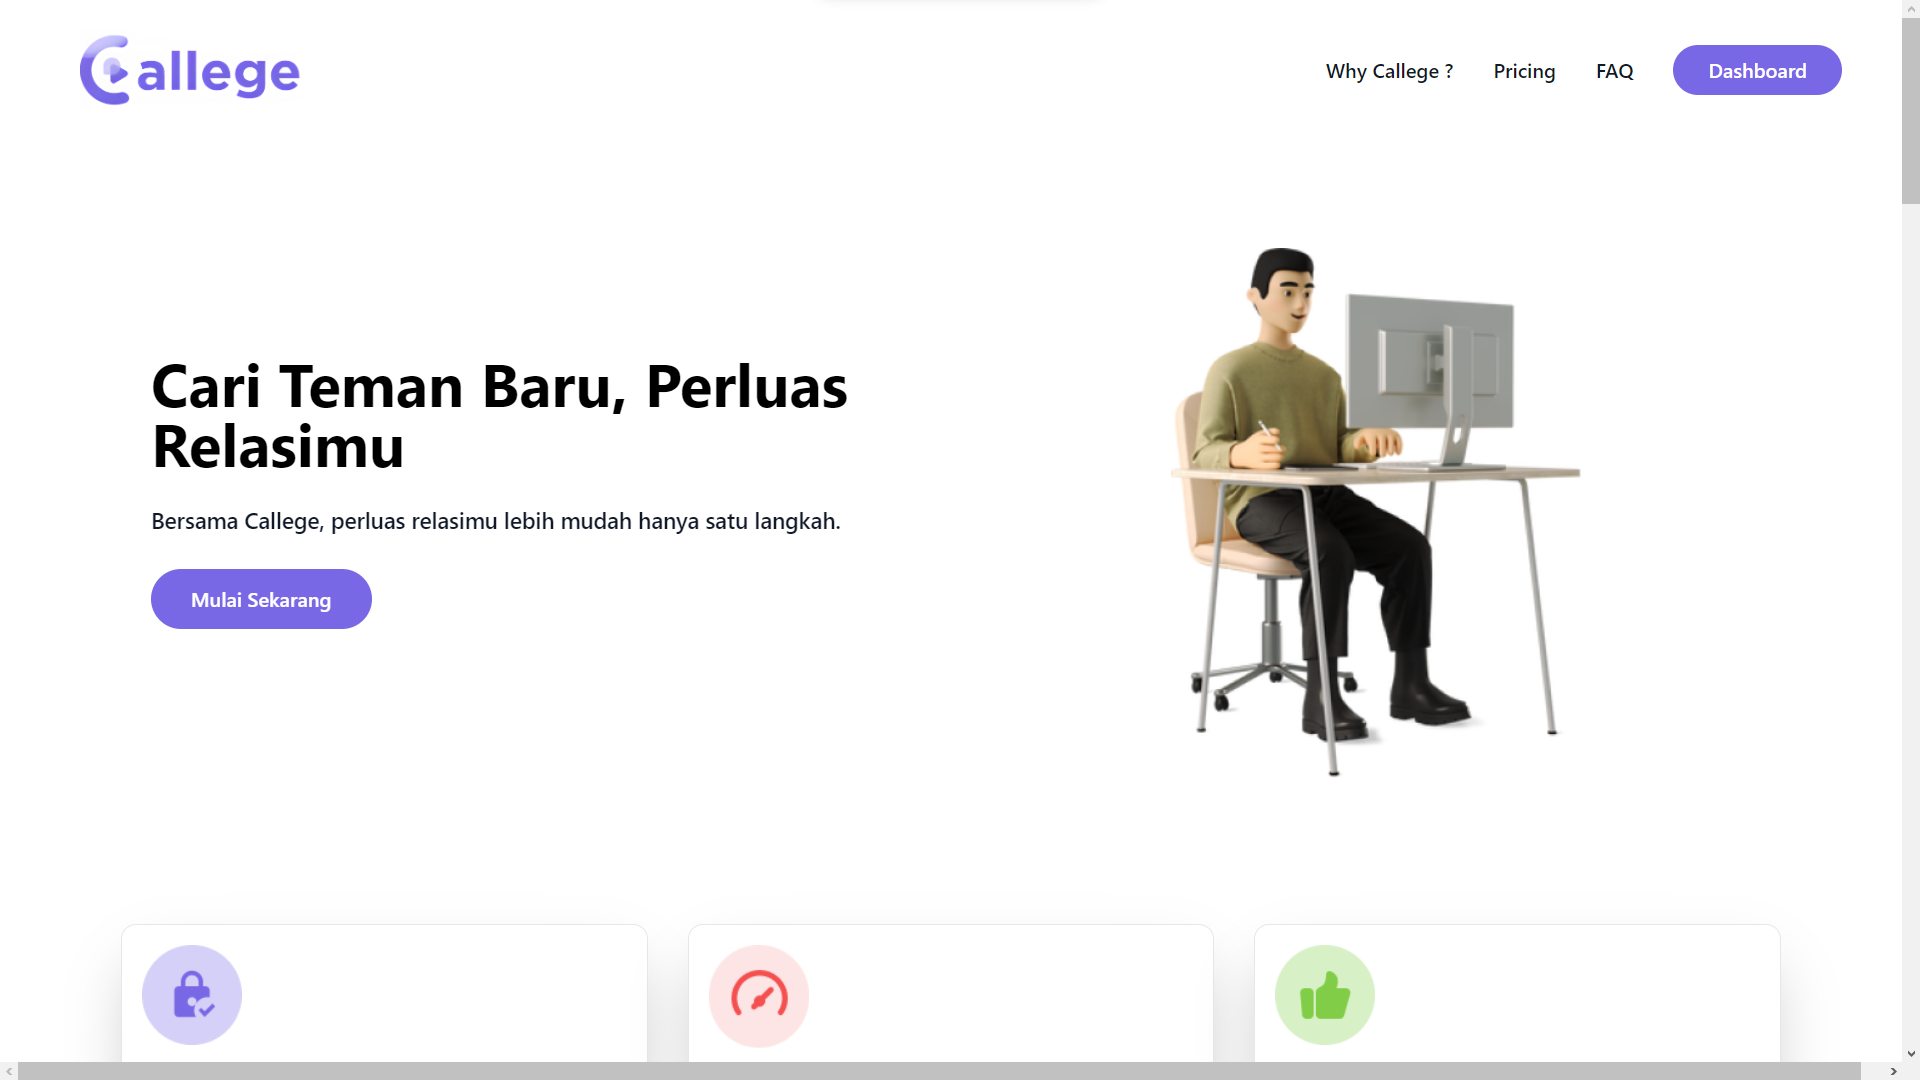 Callege
Why Callege ?
Pricing
FAQ
Dashboard
Cari Teman Baru, Perluas
Relasimu
Bersama Callege, perluas relasimu lebih mudah hanya satu langkah.
Mulai Sekarang